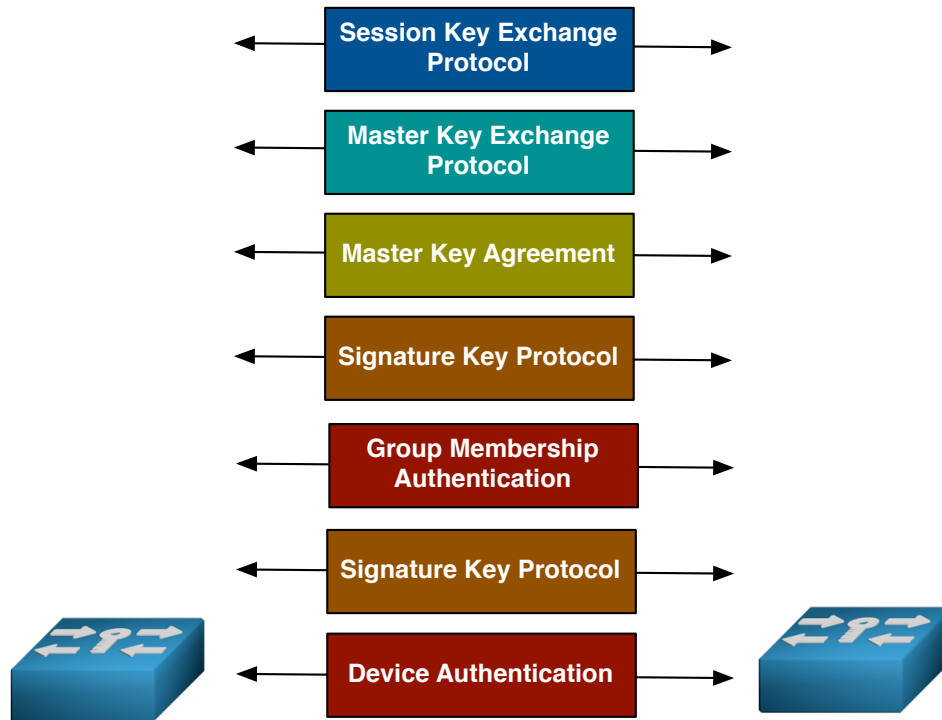 Session Key Exchange
Protocol
Master Key Exchange
Protocol
Master Key Agreement
Signature Key Protocol
Group Membership
Authentication
Signature Key Protocol
Device Authentication